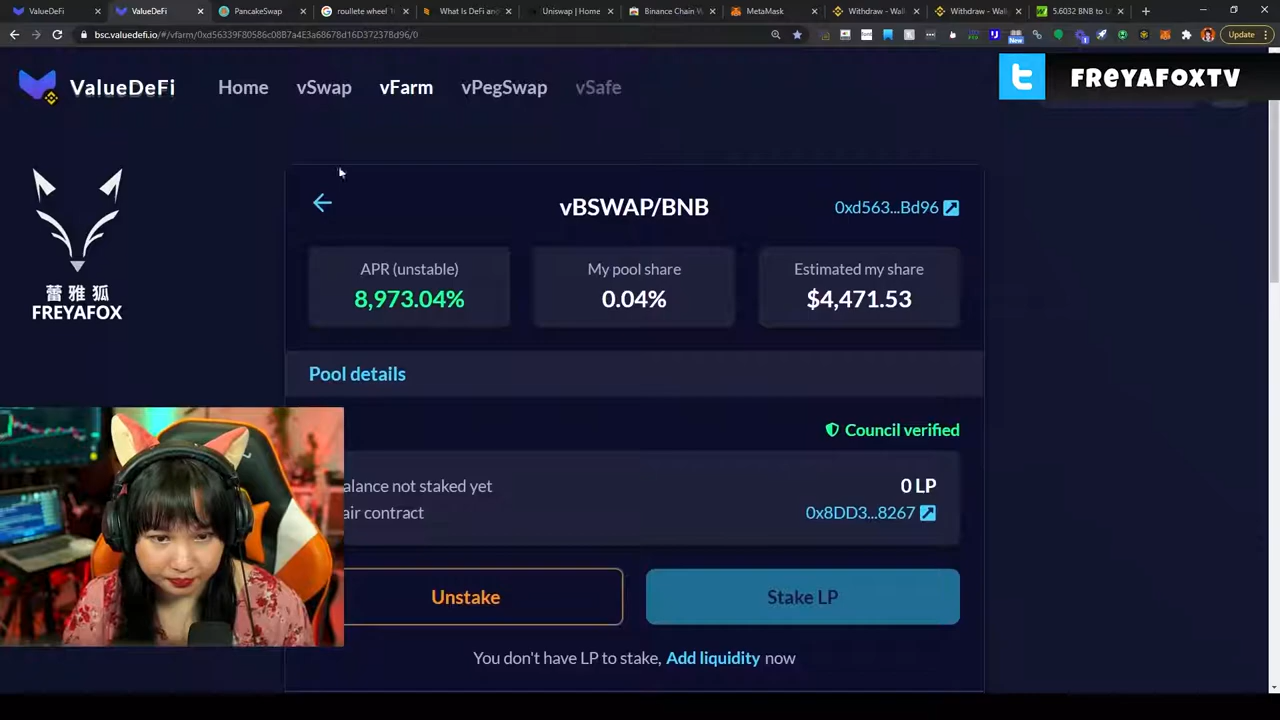 ValueDeFi
ValueDeFi
PancakeSwap
roullete wheel
What Is DeFi and
Uniswap | Home
Binance Chain W
MetaMask
Withdraw - Wall
Withdraw - Wall
5.6032 BNB to U
bsc.valuedefi.io/#/vfarm/0xd56339F80586c08B7a4E3a68678d16D37237Bd96/0
New
Update
ValueDeFi
Home
vSwap
vFarm
vPegSwap
vSafe
FREYAFOXTV
蕾雅狐
FREYAFOX
vBSWAP/BNB
0xd563...Bd96
APR (unstable)
8,973.04%
My pool share
0.04%
Estimated my share
$4,471.53
Pool details
Council verified
alance not staked yet
0 LP
air contract
0x8DD3...8267
Unstake
Stake LP
You don't have LP to stake, Add liquidity now